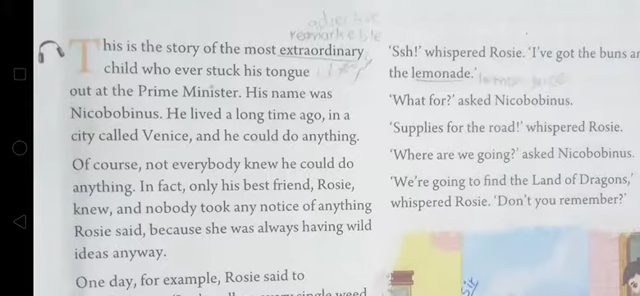 remarkable
This is the story of the most extraordinary
child who ever stuck his tongue
out at the Prime Minister. His name was
Nicobobinus. He lived a long time ago, in a
city called Venice, and he could do anything.
Of course, not everybody knew he could do
anything. In fact, only his best friend, Rosie,
knew, and nobody took any notice of anything
Rosie said, because she was always having wild
ideas anyway.
One day, for example, Rosie said to
single weed
‘Ssh!’ whispered Rosie. ‘I’ve got the buns
the lemonade.’
‘What for?’ asked Nicobobinus.
‘Supplies for the road!’ whispered Rosie.
‘Where are we going?’ asked Nicobobinus.
‘We’re going to find the Land of Dragons,’
whispered Rosie. ‘Don’t you remember?’